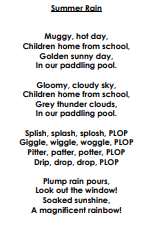 Summer Rain

Muggy, hot day,
Children home from school,
Golden sunny day,
In our paddling pool.

Gloomy, cloudy sky,
Children home from school,
Grey thunder clouds,
In our paddling pool.

Splish, splash, splosh, PLOP
Giggle, wiggle, woggle, PLOP
Pitter, patter, potter, PLOP
Drip, drop, drop, PLOP

Plump rain pours,
Look out the window!
Soaked sunshine,
A magnificent rainbow!